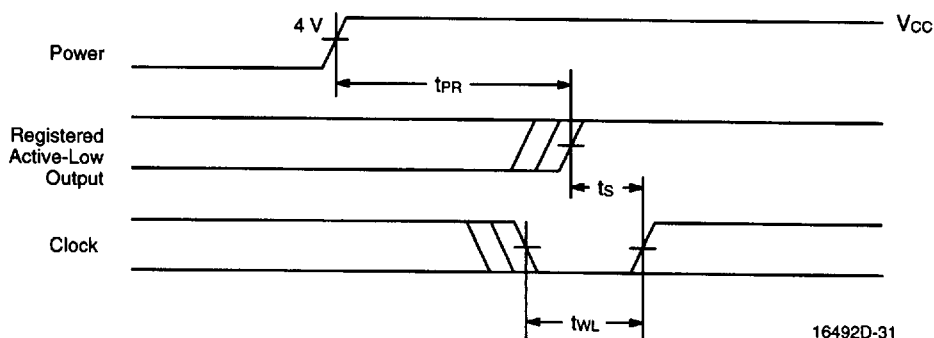 4 V
VCC
Power
tPR
Registered
Active-Low
Output
tS
Clock
tWL
16492D-31